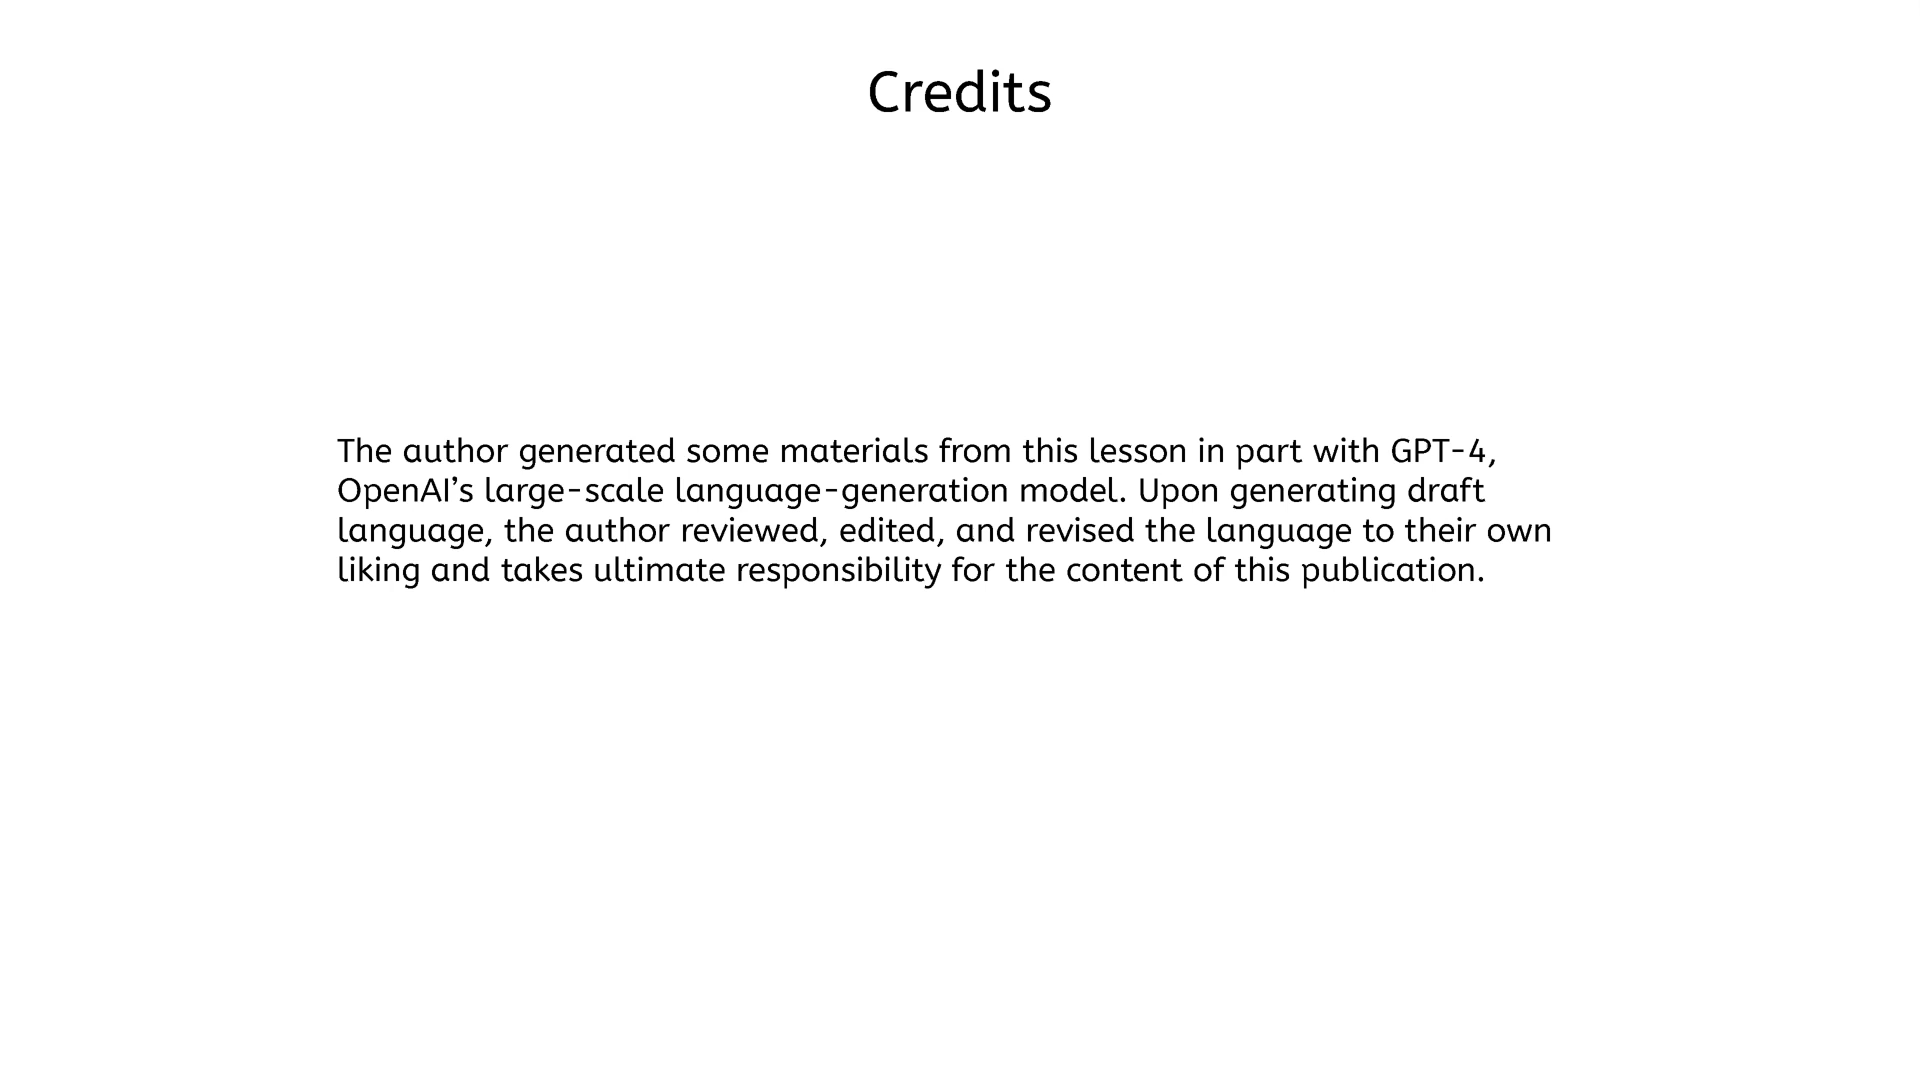 Credits
The author generated some materials from this lesson in part with GPT-4,
OpenAI’s large-scale language-generation model. Upon generating draft
language, the author reviewed, edited, and revised the language to their own
liking and takes ultimate responsibility for the content of this publication.